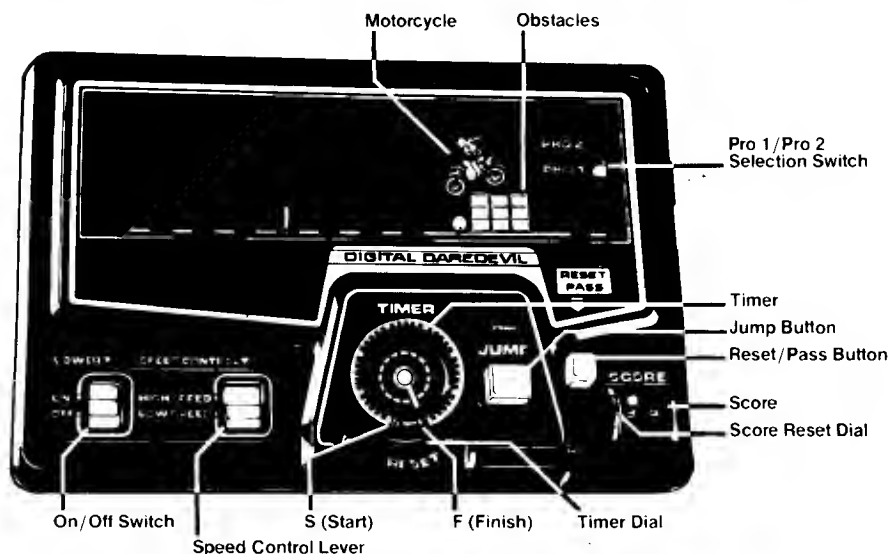 Motorcycle
Obstacles
PRO 2
PRO 1
Pro 1/Pro 2
Selection Switch
DIGITAL DAREDEVIL
RESET
PASS
TIMER
Timer
Jump Button
JUMP
Reset/Pass Button
SPEED CONTROL
SCORE
ON
HIGH SPEED
Score
OFF
LOW SPEED
Score Reset Dial
RESET
On/Off Switch
S (Start)
F (Finish)
Timer Dial
Speed Control Lever